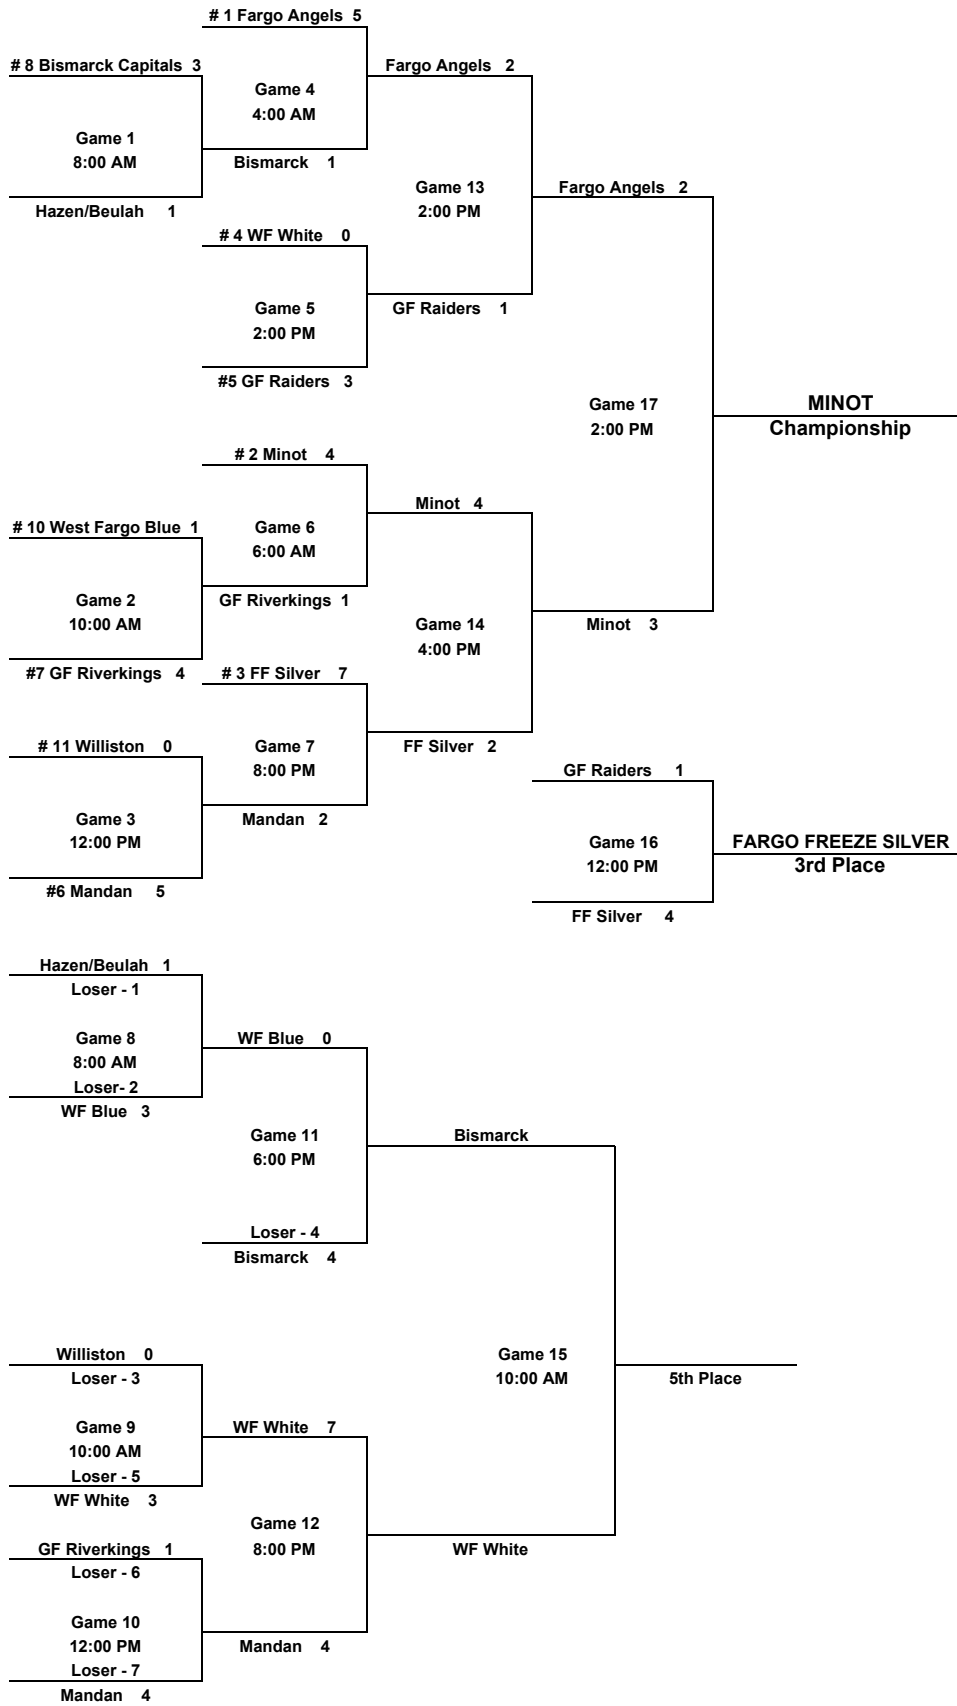 # 1 Fargo Angels 5
# 8 Bismarck Capitals 3
Fargo Angels 2
Game 4
4:00 AM
Game 1
8:00 AM
Bismarck 1
Game 13
2:00 PM
Fargo Angels 2
Hazen/Beulah 1
# 4 WF White 0
Game 5
2:00 PM
GF Raiders 1
#5 GF Raiders 3
Game 17
2:00 PM
MINOT
Championship
# 2 Minot 4
Minot 4
# 10 West Fargo Blue 1
Game 6
6:00 AM
Game 2
10:00 AM
GF Riverkings 1
Game 14
4:00 PM
Minot 3
#7 GF Riverkings 4
# 3 FF Silver 7
# 11 Williston 0
Game 7
8:00 PM
FF Silver 2
GF Raiders 1
Game 3
12:00 PM
Mandan 2
Game 16
12:00 PM
FARGO FREEZE SILVER
3rd Place
#6 Mandan 5
FF Silver 4
Hazen/Beulah 1
Loser - 1
Game 8
8:00 AM
Loser- 2
WF Blue 3
WF Blue 0
Game 11
6:00 PM
Bismarck
Loser - 4
Bismarck 4
Williston 0
Loser - 3
Game 15
10:00 AM
5th Place
Game 9
10:00 AM
Loser - 5
WF White 3
WF White 7
Game 12
8:00 PM
WF White
GF Riverkings 1
Loser - 6
Game 10
12:00 PM
Loser - 7
Mandan 4
Mandan 4